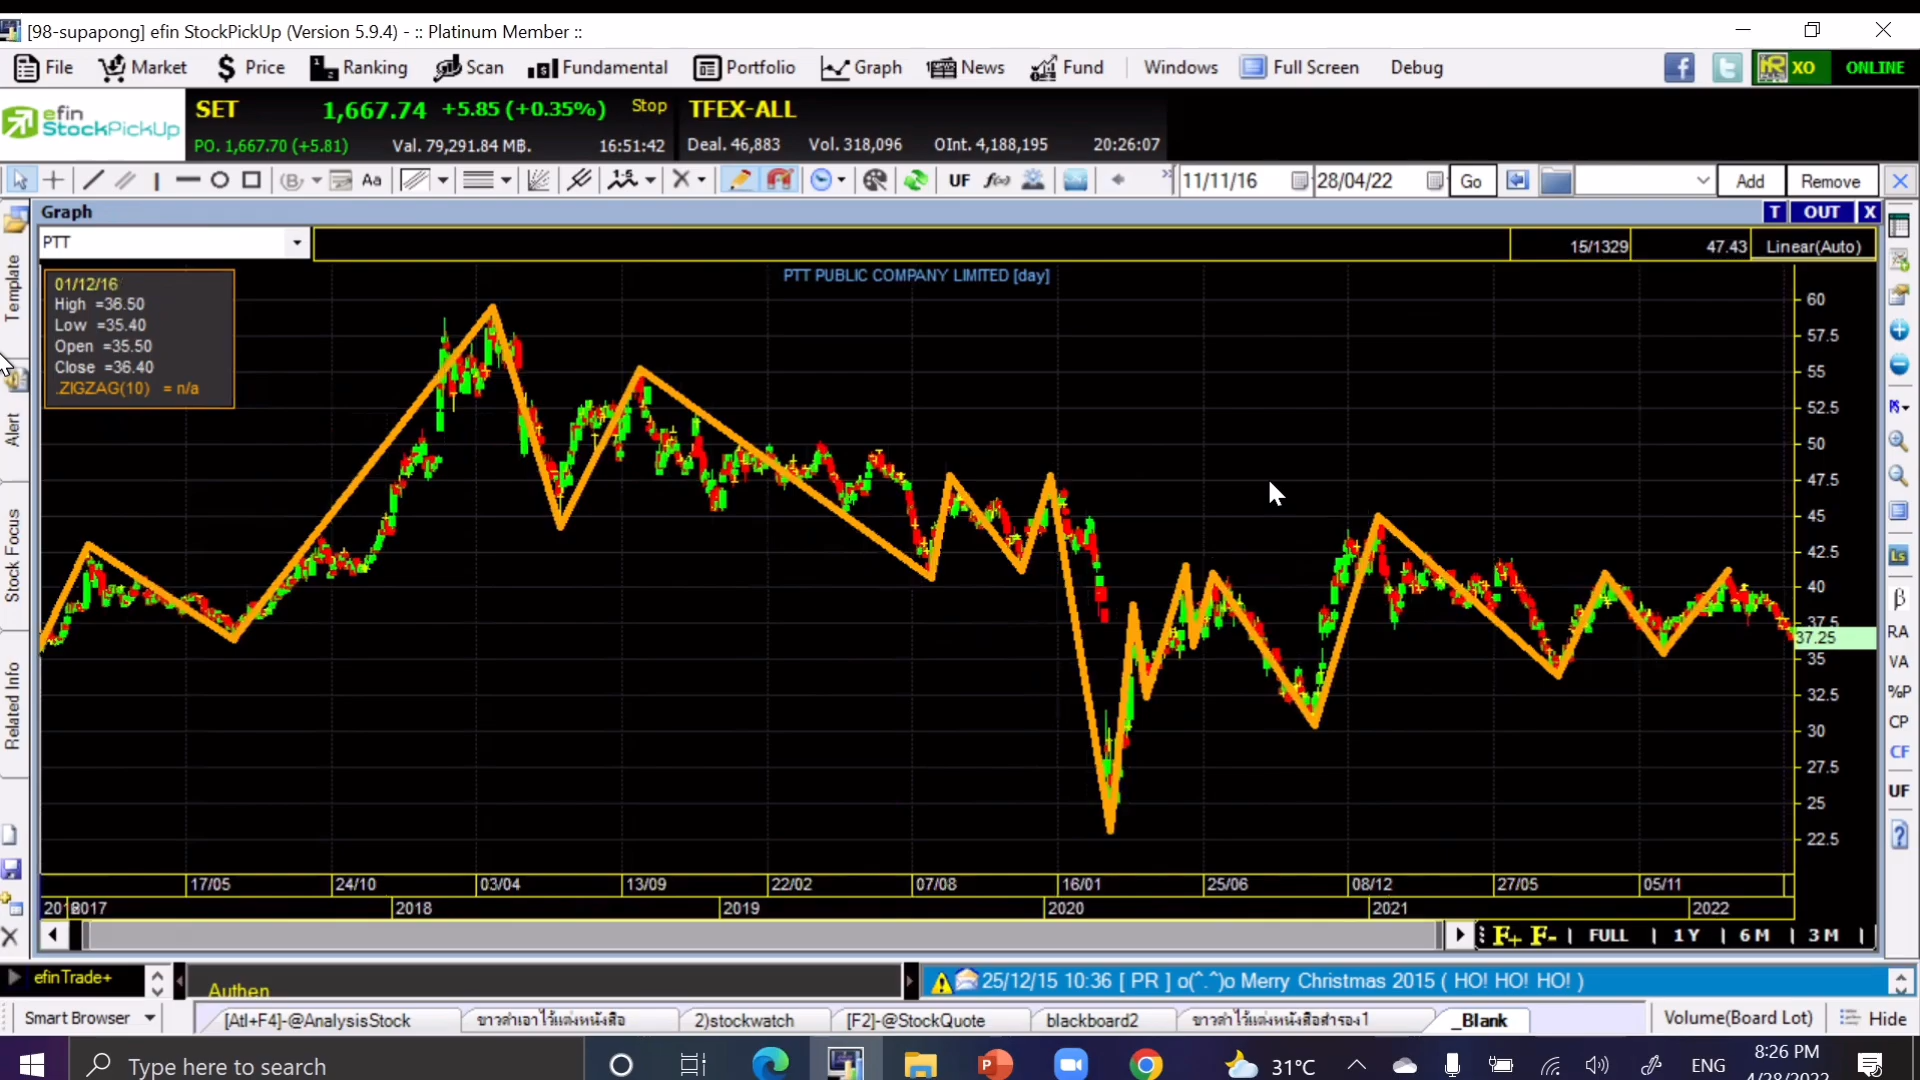 [98-supapong] efin StockPickUp (Version 5.9.4) - :: Platinum Member ::
File Market Price Ranking Scan Fundamental Portfolio Graph News Fund Windows Full Screen Debug XO ONLINE
efin StockPickUp
SET 1,667.74 +5.85 (+0.35%) Stop TFEX-ALL
PO. 1,667.70 (+5.81) Val. 79,291.84 M฿. 16:51:42 Deal. 46,883 Vol. 318,096 OInt. 4,188,195 20:26:07
Aa UF f(x) 11/11/16 28/04/22 Go Add Remove
Graph T OUT X
PTT 15/1329 47.43 Linear(Auto)
PTT PUBLIC COMPANY LIMITED [day]
01/12/16
High =36.50
Low =35.40
Open =35.50
Close =36.40
.ZIGZAG(10) = n/a
Template
Alert
Stock Focus
Related Info
60
57.5
55
52.5
50
47.5
45
42.5
40
37.5
37.25
35
32.5
30
27.5
25
22.5
Ls
β
RA
VA
%P
CP
CF
UF
17/05 24/10 03/04 13/09 22/02 07/08 16/01 25/06 08/12 27/05 05/11
2017 2018 2019 2020 2021 2022
F+ F- | FULL | 1 Y | 6 M | 3 M |
efinTrade+ Authen 25/12/15 10:36 [ PR ] o(^.^)o Merry Christmas 2015 ( HO! HO! HO! )
Smart Browser [Atl+F4]-@AnalysisStock 2)stockwatch [F2]-@StockQuote blackboard2 _Blank Volume(Board Lot) Hide
Type here to search 31°C ENG 8:26 PM
4/28/2022